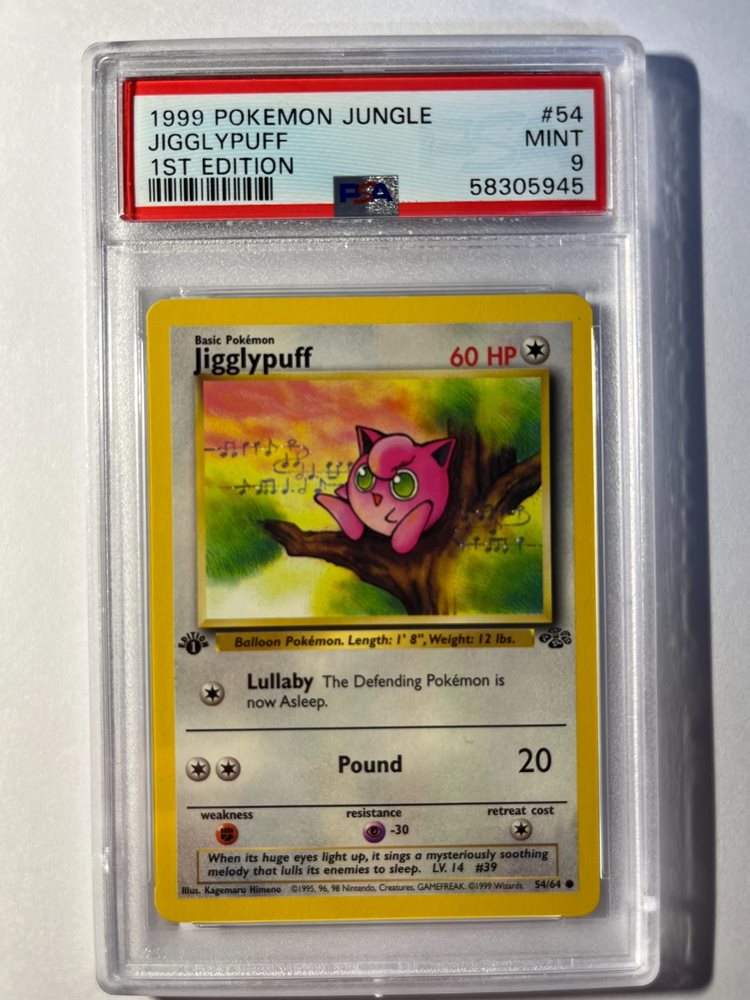 1999 POKEMON JUNGLE #54
JIGGLYPUFF MINT
1ST EDITION 9
PSA 58305945
Basic Pokémon
Jigglypuff 60 HP
EDITION
1
Balloon Pokémon. Length: 1' 8", Weight: 12 lbs.
Lullaby The Defending Pokémon is
now Asleep.
Pound 20
weakness resistance retreat cost
-30
When its huge eyes light up, it sings a mysteriously soothing
melody that lulls its enemies to sleep. LV. 14 #39
Illus. Kagemaru Himeno ©1995, 96, 98 Nintendo, Creatures, GAMEFREAK. ©1999 Wizards. 54/64